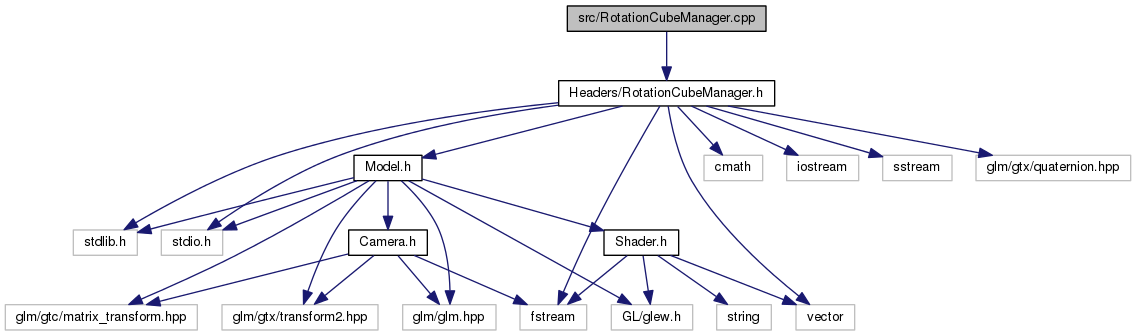 src/RotationCubeManager.cpp
Headers/RotationCubeManager.h
Model.h
cmath
iostream
sstream
glm/gtx/quaternion.hpp
stdlib.h
stdio.h
Camera.h
Shader.h
glm/gtc/matrix_transform.hpp
glm/gtx/transform2.hpp
glm/glm.hpp
fstream
GL/glew.h
string
vector